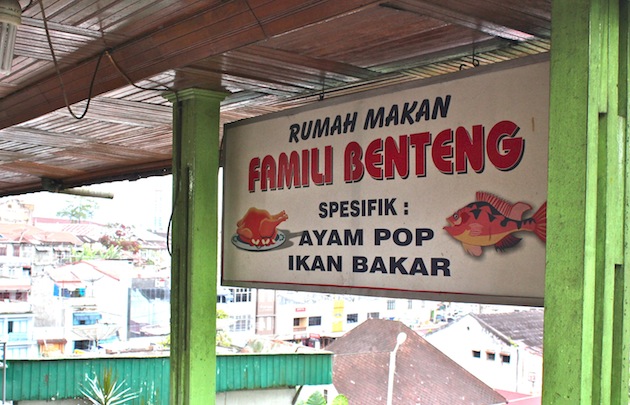 RUMAH MAKAN
FAMILI BENTENG
SPESIFIK :
AYAM POP
IKAN BAKAR